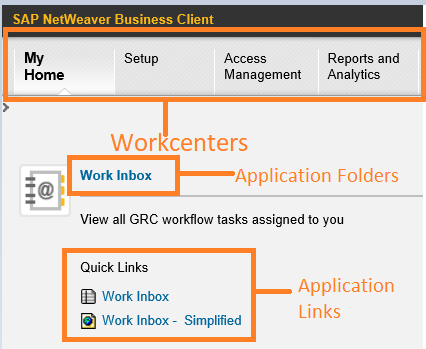 SAP NetWeaver Business Client
My Home
Setup
Access Management
Reports and Analytics
Workcenters
Work Inbox
Application Folders
View all GRC workflow tasks assigned to you
Quick Links
Work Inbox
Work Inbox - Simplified
Application
Links